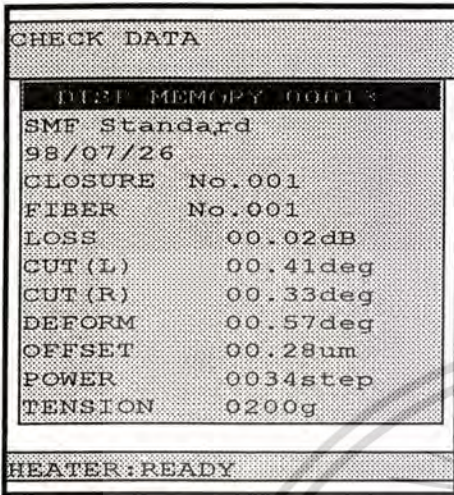 CHECK DATA
DISP MEMORY 0001
SMF Standard
98/07/26
CLOSURE No.001
FIBER No.001
LOSS 00.02dB
CUT(L) 00.41deg
CUT(R) 00.33deg
DEFORM 00.57deg
OFFSET 00.28um
POWER 0034step
TENSION 0200g
HEATER:READY